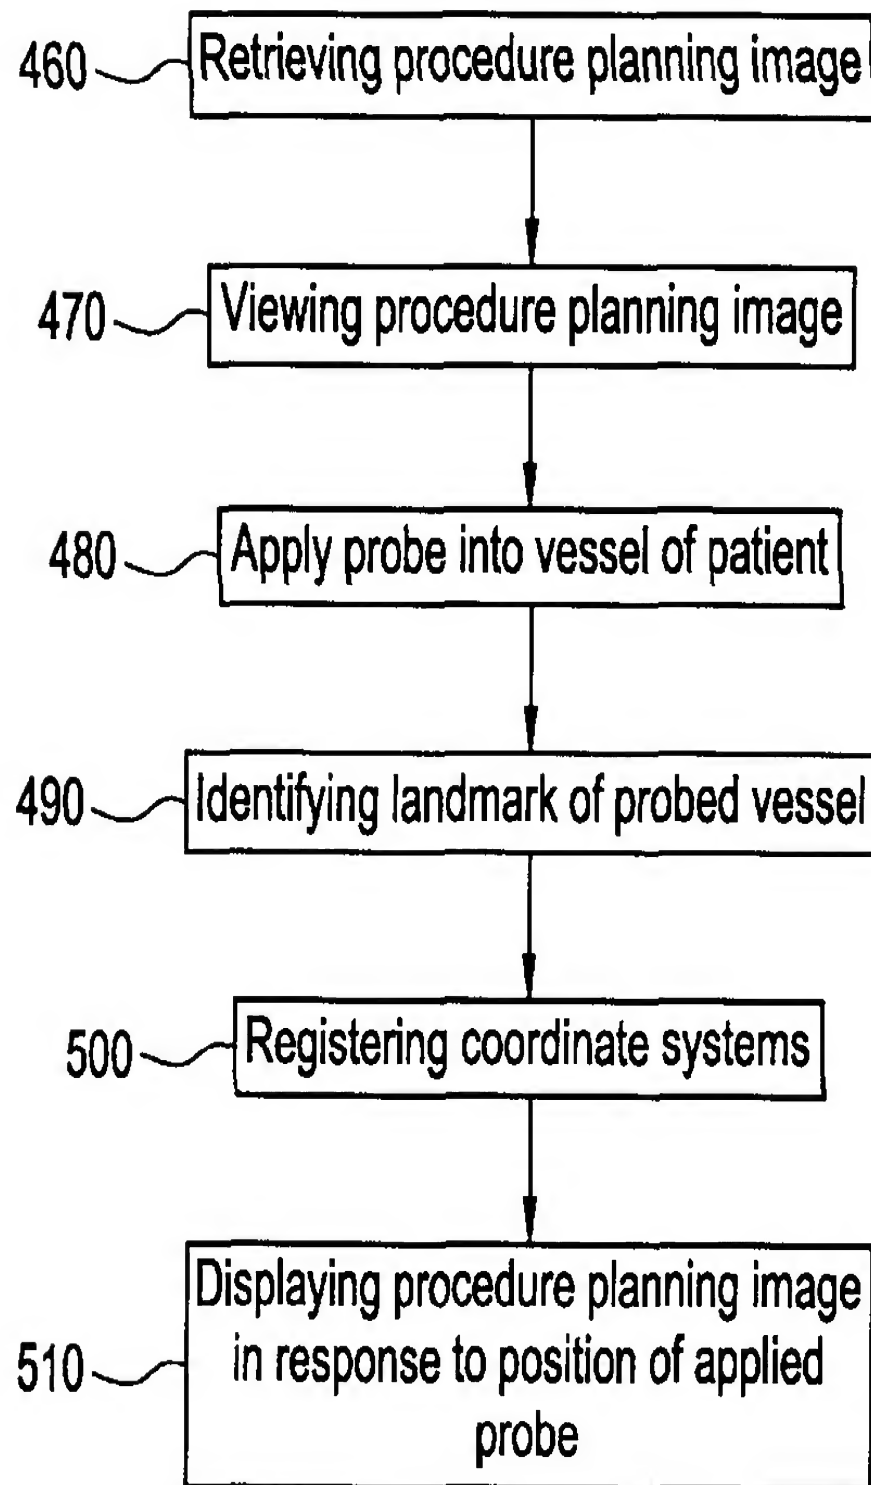 460 Retrieving procedure planning image
470 Viewing procedure planning image
480 Apply probe into vessel of patient
490 Identifying landmark of probed vessel
500 Registering coordinate systems
Displaying procedure planning image
510 in response to position of applied
probe